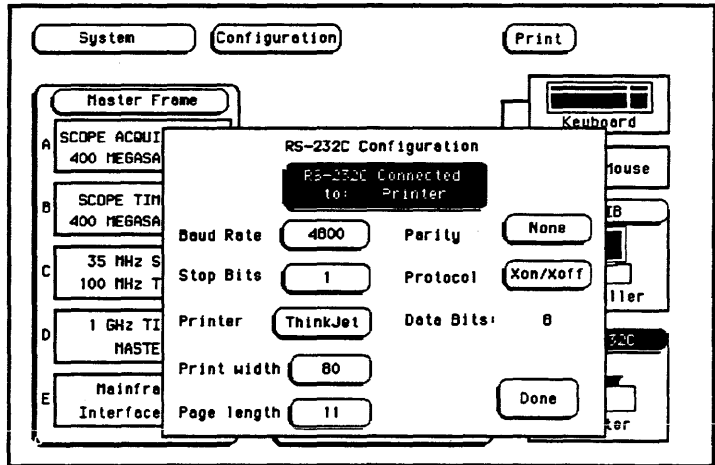 System Configuration Print
Master Frame
Keyboard
A SCOPE ACQUI
400 MEGASA
Mouse
B SCOPE TIM
400 MEGASA
IB
C 35 MHz S
100 MHz T
ller
D 1 GHz TI
MASTE
32C
E Mainfra
Interface
ter
RS-232C Configuration
RS-232C Connected
to: Printer
Baud Rate 4800 Parity None
Stop Bits 1 Protocol Xon/Xoff
Printer ThinkJet Data Bits: 8
Print width 80
Page length 11 Done